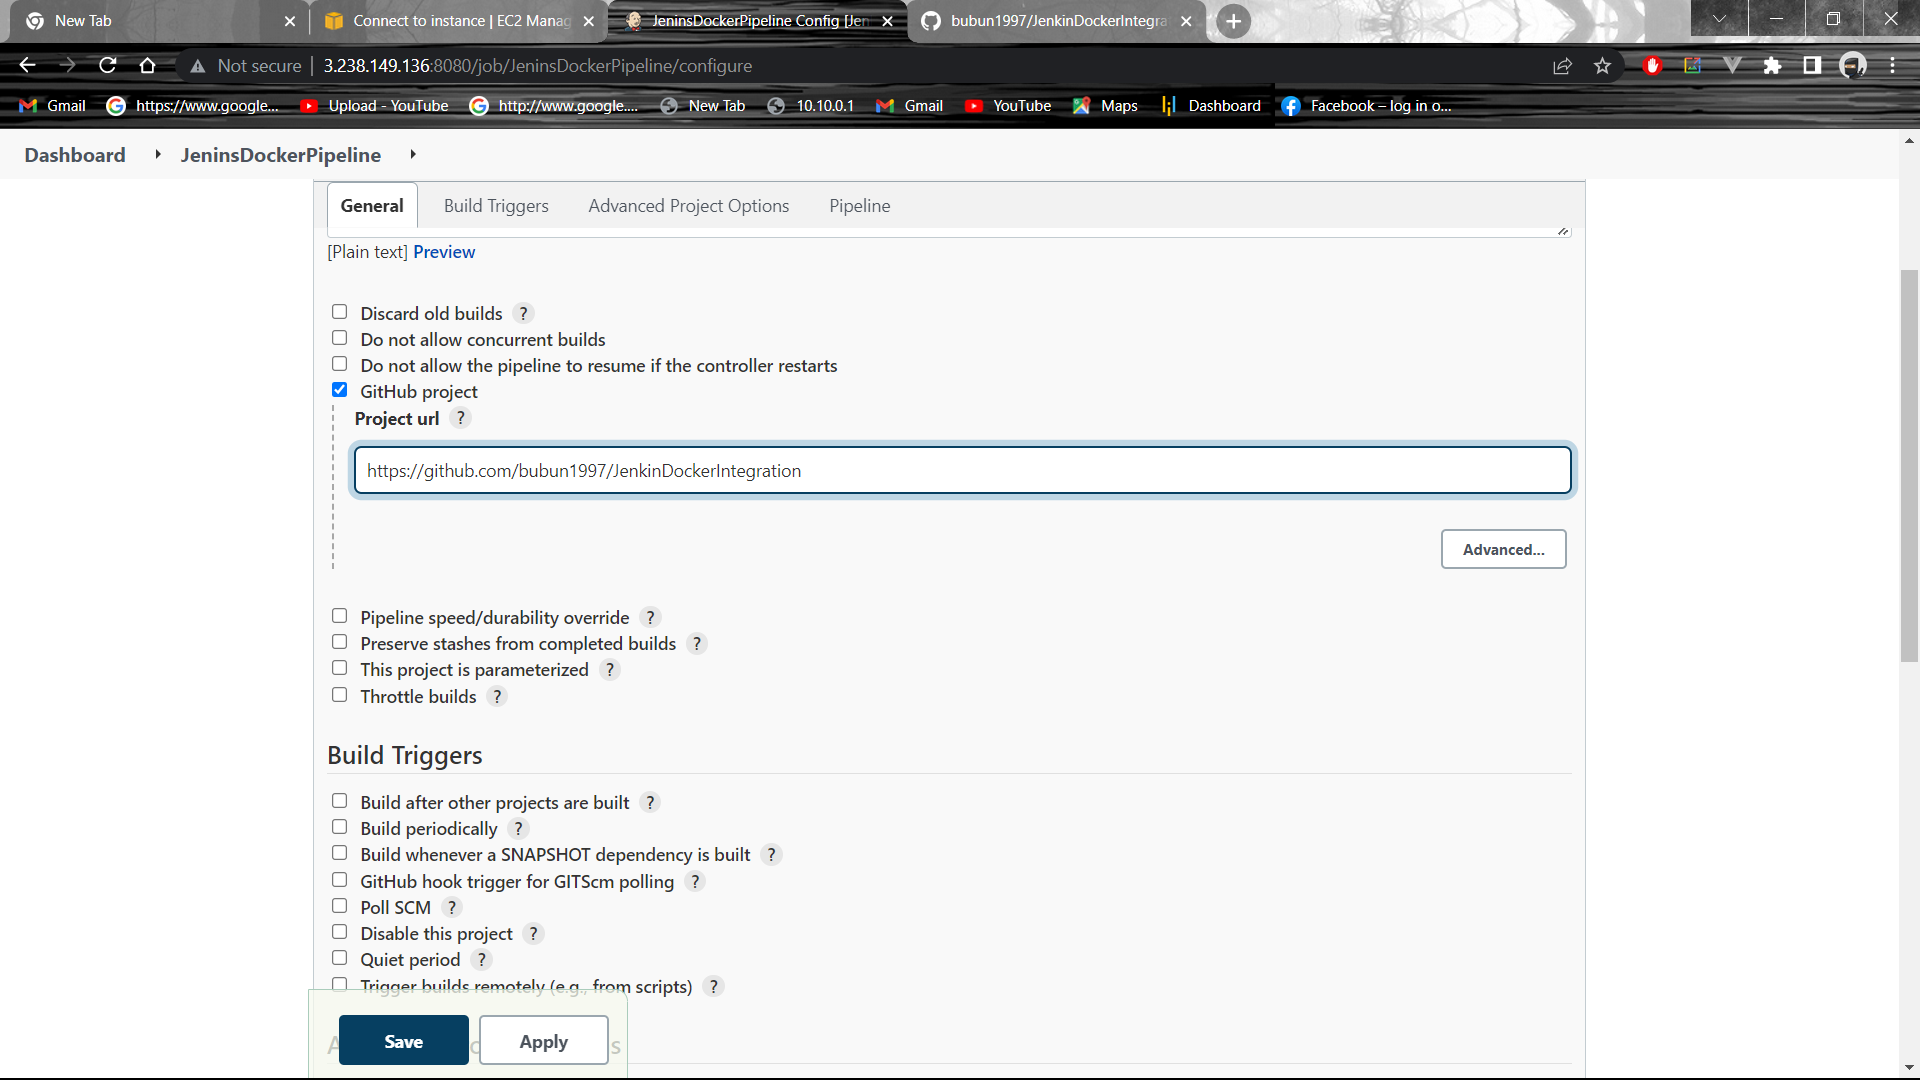 New Tab
Connect to instance | EC2 Manag
JeninsDockerPipeline Config [Jen
bubun1997/JenkinDockerIntegra
Not secure | 3.238.149.136:8080/job/JeninsDockerPipeline/configure
Gmail https://www.google... Upload - YouTube http://www.google.... New Tab 10.10.0.1 Gmail YouTube Maps Dashboard Facebook – log in o...
Dashboard JeninsDockerPipeline
General Build Triggers Advanced Project Options Pipeline
[Plain text] Preview
Discard old builds ?
Do not allow concurrent builds
Do not allow the pipeline to resume if the controller restarts
GitHub project
Project url ?
https://github.com/bubun1997/JenkinDockerIntegration
Advanced...
Pipeline speed/durability override ?
Preserve stashes from completed builds ?
This project is parameterized ?
Throttle builds ?
Build Triggers
Build after other projects are built ?
Build periodically ?
Build whenever a SNAPSHOT dependency is built ?
GitHub hook trigger for GITScm polling ?
Poll SCM ?
Disable this project ?
Quiet period ?
Trigger builds remotely (e.g., from scripts) ?
Save Apply